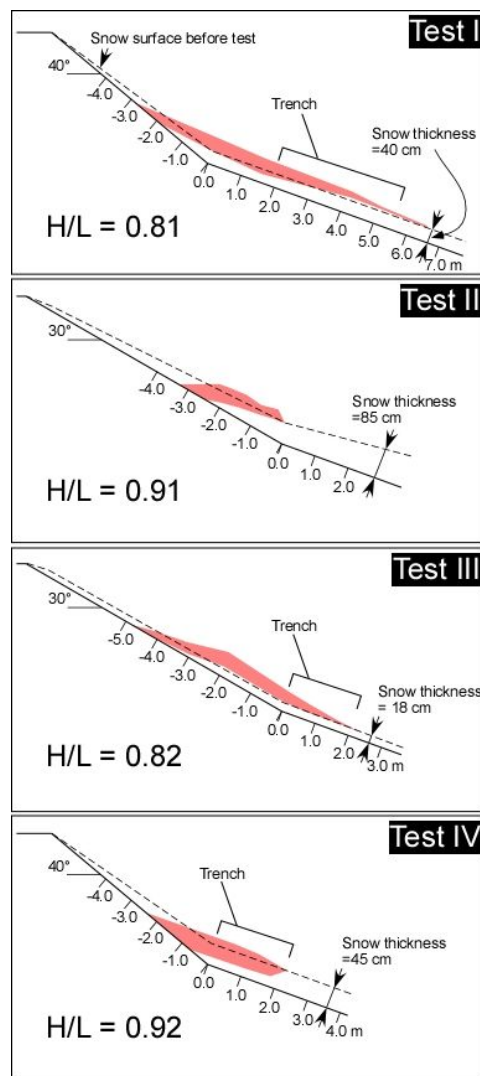 Test I
Snow surface before test
40°
-4.0
-3.0
-2.0
-1.0
0.0
1.0
2.0
3.0
4.0
5.0
6.0
7.0 m
Trench
Snow thickness
=40 cm
H/L = 0.81
Test II
30°
-4.0
-3.0
-2.0
-1.0
0.0
1.0
2.0
Snow thickness
=85 cm
H/L = 0.91
Test III
30°
-5.0
-4.0
-3.0
-2.0
-1.0
0.0
1.0
2.0
3.0 m
Trench
Snow thickness
= 18 cm
H/L = 0.82
Test IV
40°
-4.0
-3.0
-2.0
-1.0
0.0
1.0
2.0
3.0
4.0 m
Trench
Snow thickness
=45 cm
H/L = 0.92